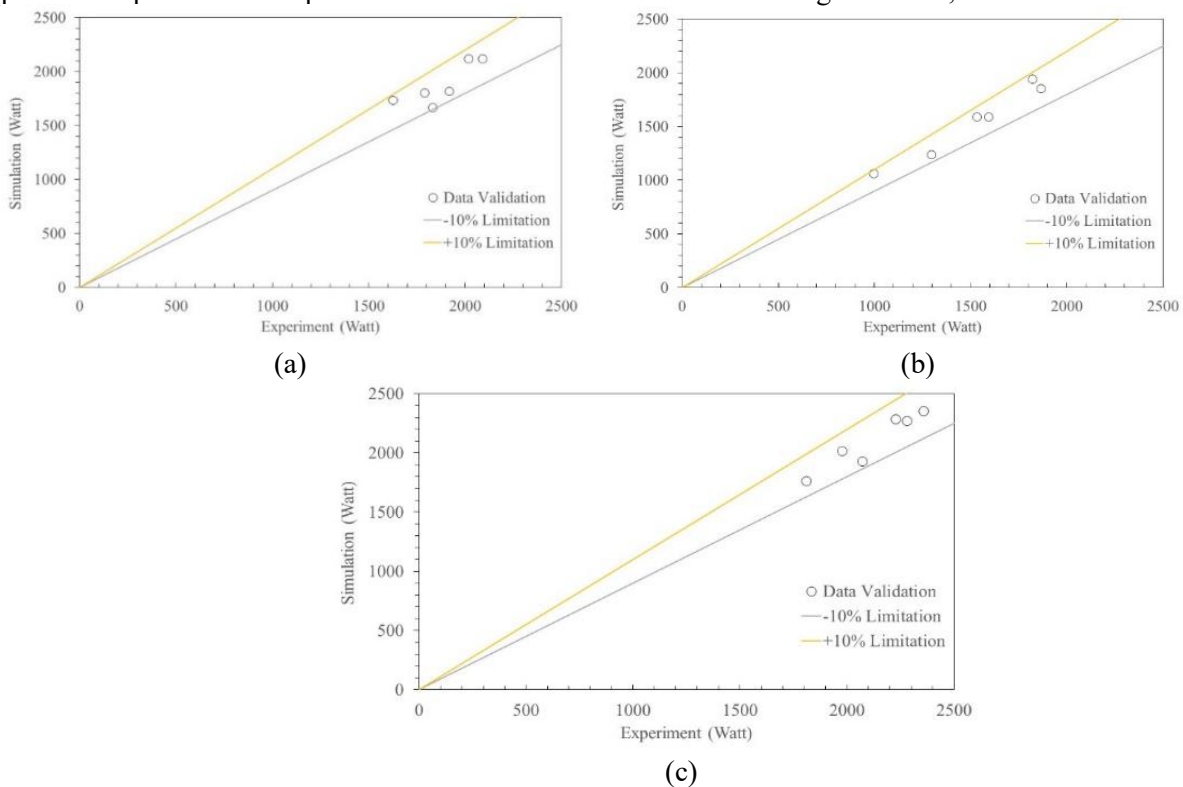 2500
2000
1500
1000
500
0
Simulation (Watt)
Data Validation
-10% Limitation
+10% Limitation
0 500 1000 1500 2000 2500
Experiment (Watt)
(a)
2500
2000
1500
1000
500
0
Simulation (Watt)
Data Validation
-10% Limitation
+10% Limitation
0 500 1000 1500 2000 2500
Experiment (Watt)
(b)
2500
2000
1500
1000
500
0
Simulation (Watt)
Data Validation
-10% Limitation
+10% Limitation
0 500 1000 1500 2000 2500
Experiment (Watt)
(c)